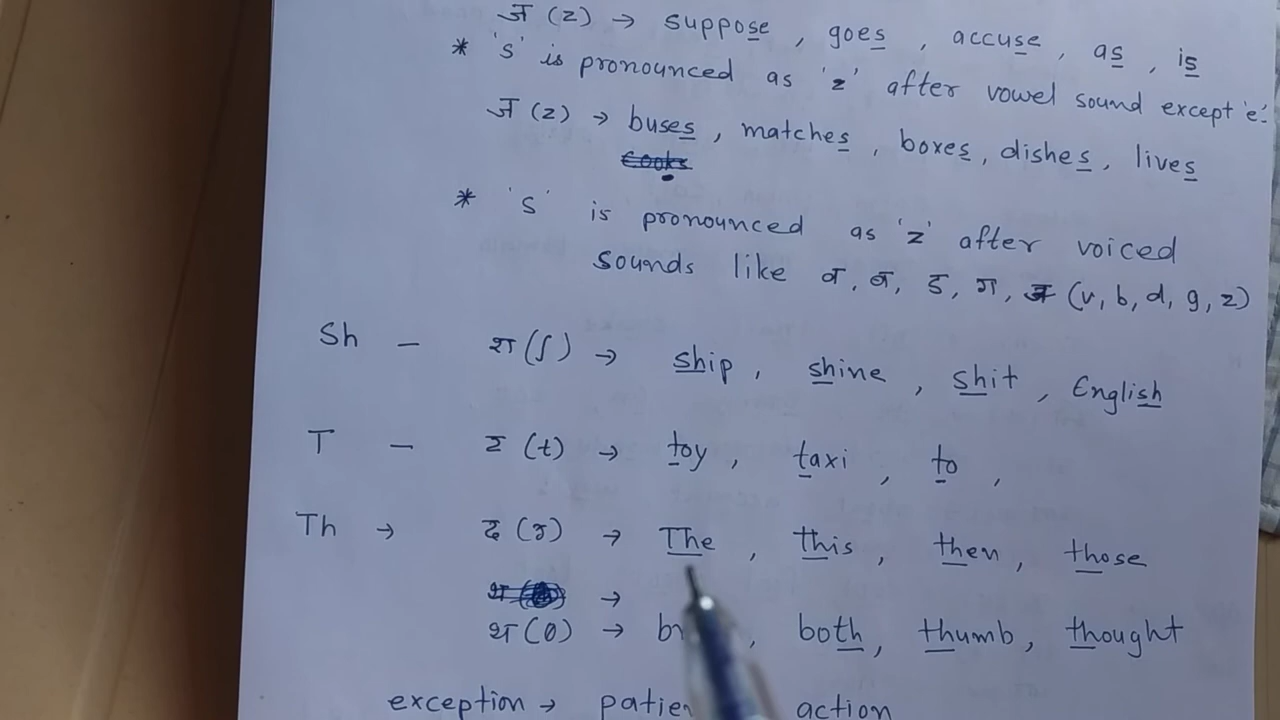 ज़ (z) → suppose, goes, accuse, as, is
* 's' is pronounced as 'z' after vowel sound except 'e'.
ज़ (z) → buses, matches, boxes, dishes, lives
* 's' is pronounced as 'z' after voiced
sounds like व, ब, ड, ग, ज़ (v, b, d, g, z)
Sh - श (ʃ) → ship, shine, shit, English
T - ट (t) → toy, taxi, to,
Th → द (ȣ) → The, this, then, those
→
थ (θ) → both, thumb, thought
exception → action